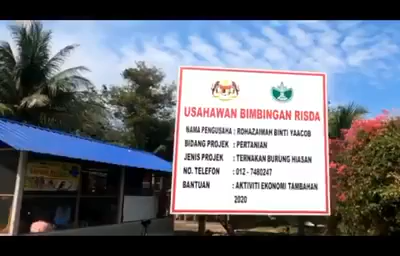 USAHAWAN BIMBINGAN RISDA
NAMA PENGUSAHA : ROHAZAIMAH BINTI YAACOB
BIDANG PROJEK : PERTANIAN
JENIS PROJEK : TERNAKAN BURUNG HIASAN
NO. TELEFON : 012 - 7480247
BANTUAN : AKTIVITI EKONOMI TAMBAHAN
2020